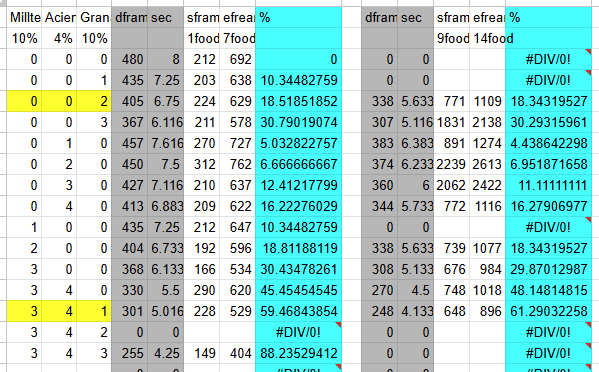 Millte Acier Gran dfram sec sfram efrean % dfram sec sfram efrean %
10% 4% 10% 1food 7food 9food 14food
0 0 0 480 8 212 692 0 0 0 #DIV/0!
0 0 1 435 7.25 203 638 10.34482759 0 0 #DIV/0!
0 0 2 405 6.75 224 629 18.51851852 338 5.633 771 1109 18.34319527
0 0 3 367 6.116 211 578 30.79019074 307 5.116 1831 2138 30.29315961
0 1 0 457 7.616 270 727 5.032822757 383 6.383 891 1274 4.438642298
0 2 0 450 7.5 312 762 6.666666667 374 6.233 2239 2613 6.951871658
0 3 0 427 7.116 210 637 12.41217799 360 6 2062 2422 11.11111111
0 4 0 413 6.883 209 622 16.22276029 344 5.733 772 1116 16.27906977
1 0 0 435 7.25 212 647 10.34482759 0 0 #DIV/0!
2 0 0 404 6.733 192 596 18.81188119 338 5.633 739 1077 18.34319527
3 0 0 368 6.133 166 534 30.43478261 308 5.133 676 984 29.87012987
3 4 0 330 5.5 290 620 45.45454545 270 4.5 748 1018 48.14814815
3 4 1 301 5.016 228 529 59.46843854 248 4.133 648 896 61.29032258
3 4 2 0 0 #DIV/0! 0 0 #DIV/0!
3 4 3 255 4.25 149 404 88.23529412 0 0 #DIV/0!